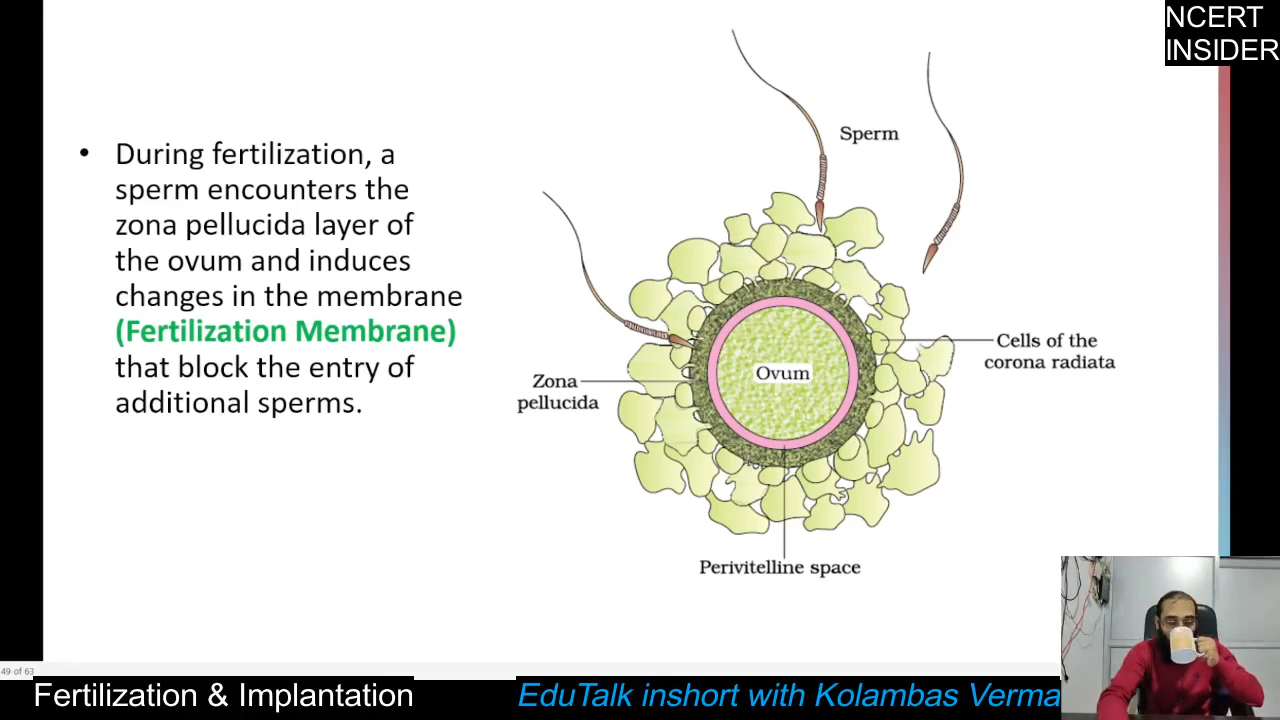 NCERT
INSIDER
• During fertilization, a
sperm encounters the
zona pellucida layer of
the ovum and induces
changes in the membrane
(Fertilization Membrane)
that block the entry of
additional sperms.
Sperm
Cells of the
corona radiata
Ovum
Zona
pellucida
Perivitelline space
49 of 63
Fertilization & Implantation
EduTalk inshort with Kolambas Verma